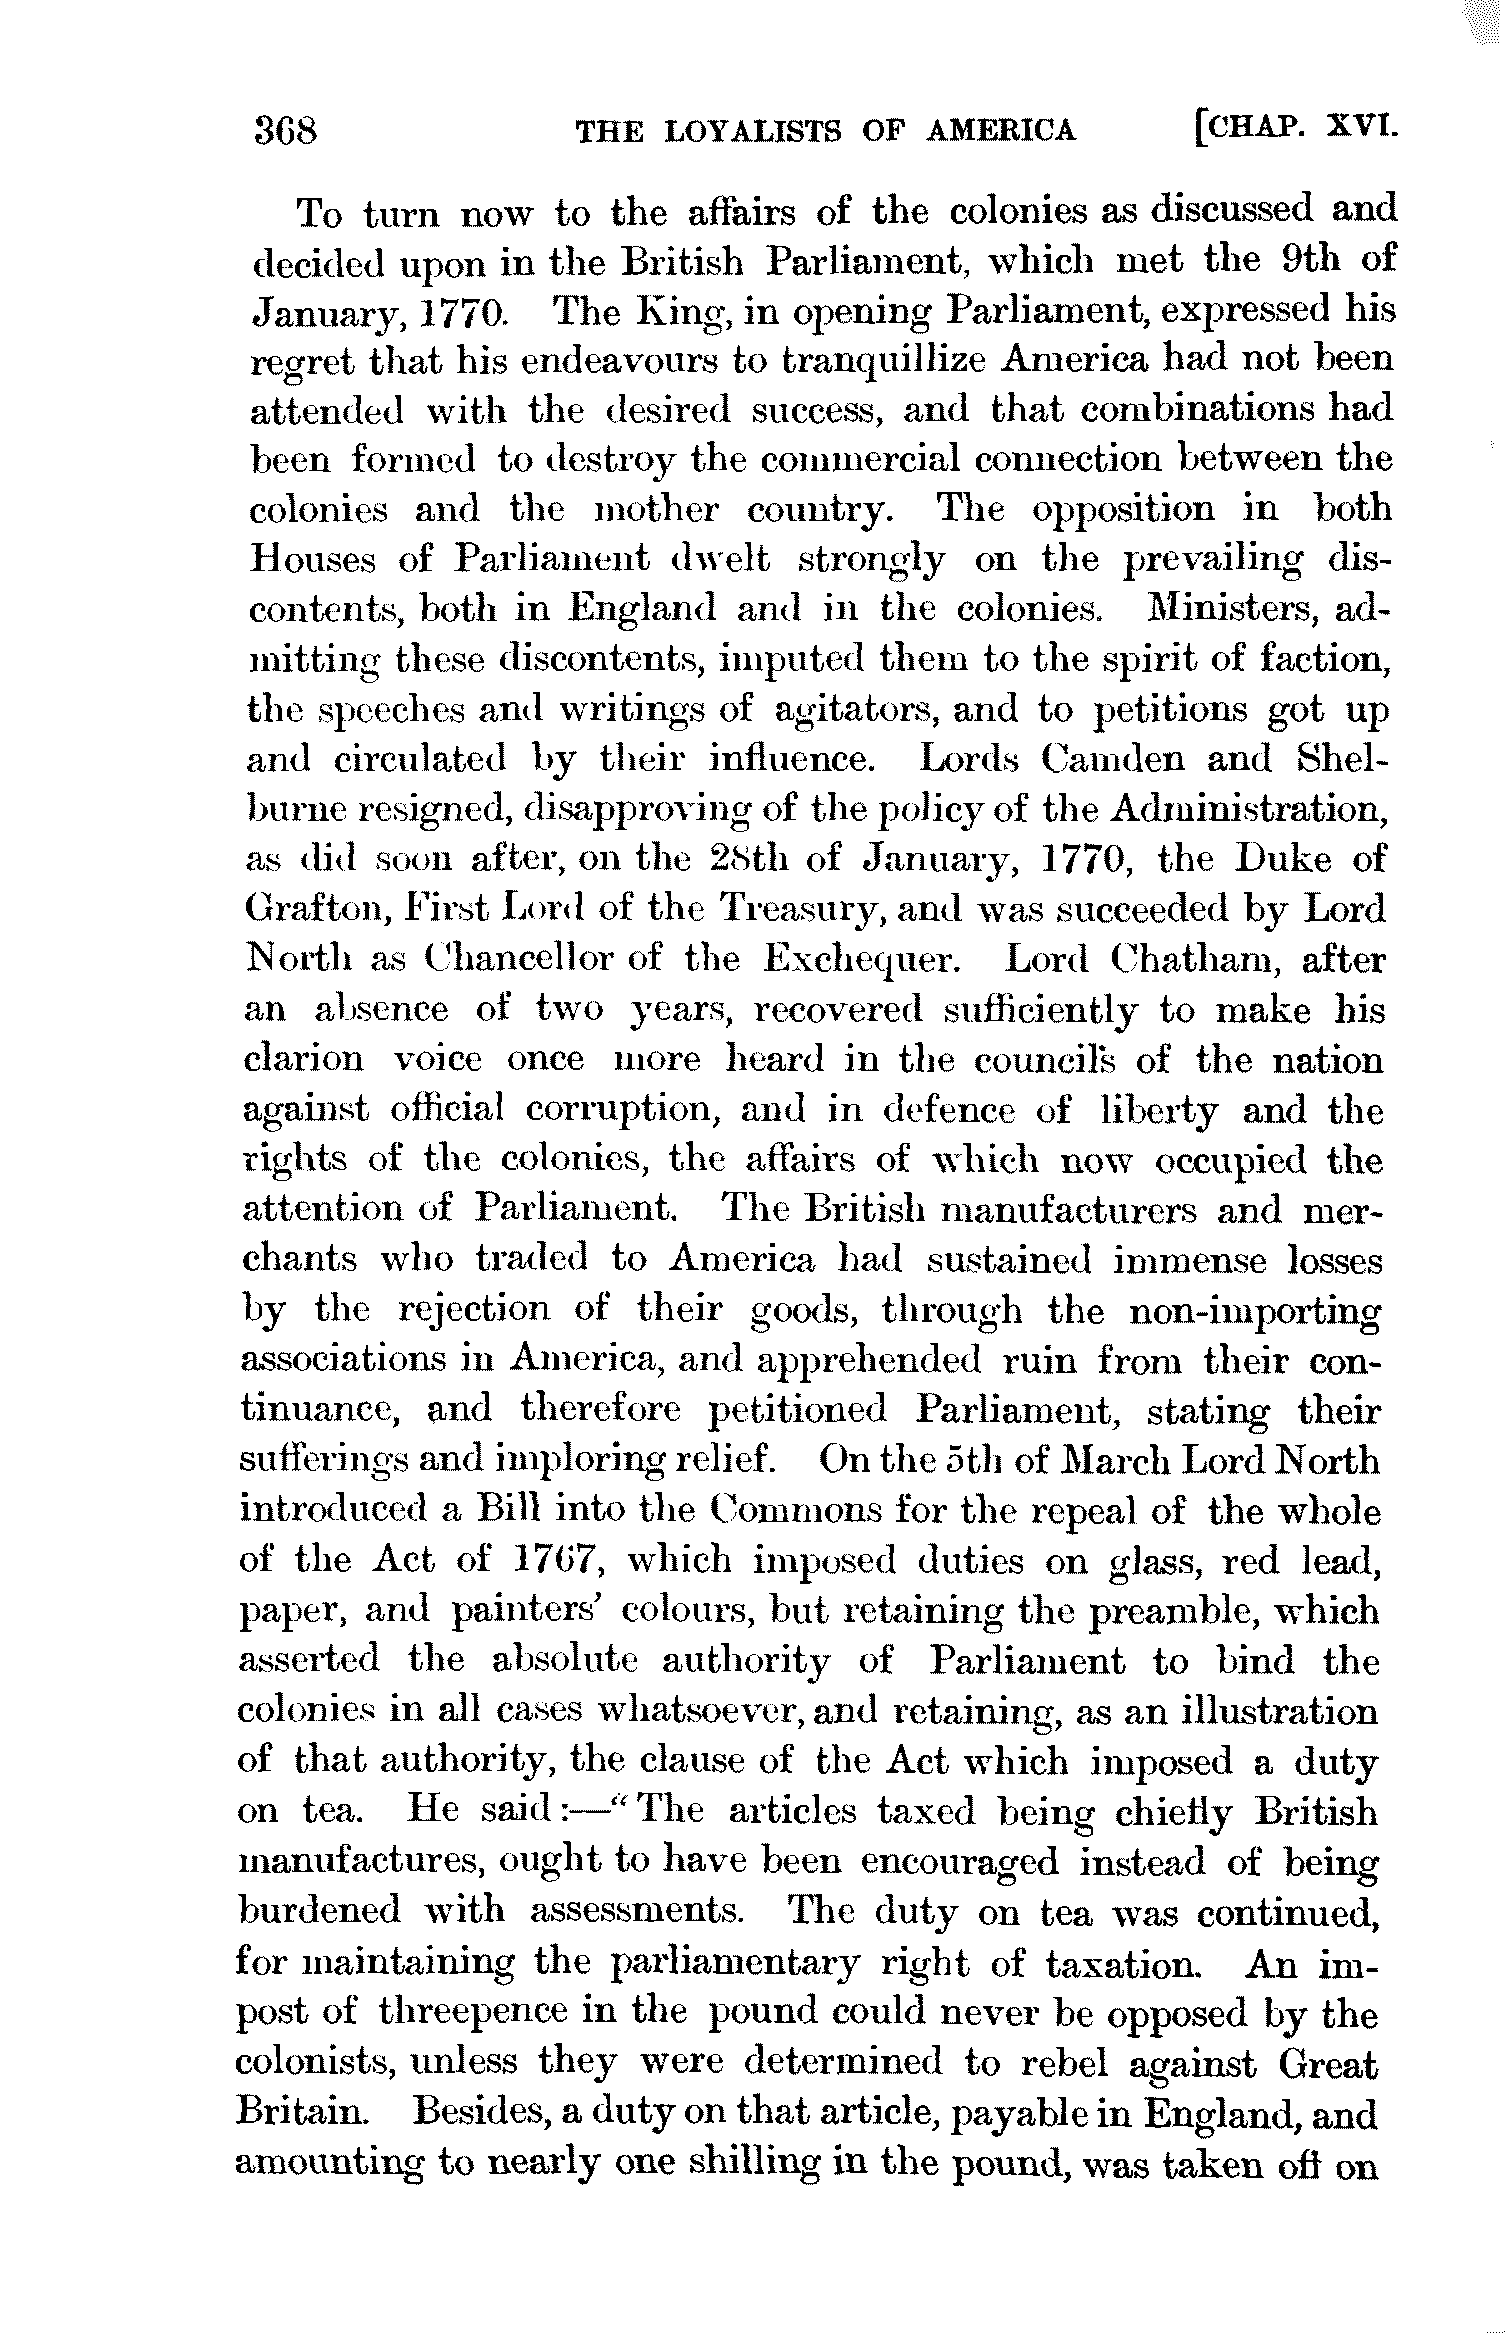 368 THE LOYALISTS OF AMERICA [CHAP. XVI.
To turn now to the affairs of the colonies as discussed and
decided upon in the British Parliament, which met the 9th of
January, 1770. The King, in opening Parliament, expressed his
regret that his endeavours to tranquillize America had not been
attended with the desired success, and that combinations had
been formed to destroy the commercial connection between the
colonies and the mother country. The opposition in both
Houses of Parliament dwelt strongly on the prevailing dis-
contents, both in England and in the colonies. Ministers, ad-
mitting these discontents, imputed them to the spirit of faction,
the speeches and writings of agitators, and to petitions got up
and circulated by their influence. Lords Camden and Shel-
burne resigned, disapproving of the policy of the Administration,
as did soon after, on the 28th of January, 1770, the Duke of
Grafton, First Lord of the Treasury, and was succeeded by Lord
North as Chancellor of the Exchequer. Lord Chatham, after
an absence of two years, recovered sufficiently to make his
clarion voice once more heard in the councils of the nation
against official corruption, and in defence of liberty and the
rights of the colonies, the affairs of which now occupied the
attention of Parliament. The British manufacturers and mer-
chants who traded to America had sustained immense losses
by the rejection of their goods, through the non-importing
associations in America, and apprehended ruin from their con-
tinuance, and therefore petitioned Parliament, stating their
sufferings and imploring relief. On the 5th of March Lord North
introduced a Bill into the Commons for the repeal of the whole
of the Act of 1767, which imposed duties on glass, red lead,
paper, and painters' colours, but retaining the preamble, which
asserted the absolute authority of Parliament to bind the
colonies in all cases whatsoever, and retaining, as an illustration
of that authority, the clause of the Act which imposed a duty
on tea. He said:—"The articles taxed being chiefly British
manufactures, ought to have been encouraged instead of being
burdened with assessments. The duty on tea was continued,
for maintaining the parliamentary right of taxation. An im-
post of threepence in the pound could never be opposed by the
colonists, unless they were determined to rebel against Great
Britain. Besides, a duty on that article, payable in England, and
amounting to nearly one shilling in the pound, was taken off on